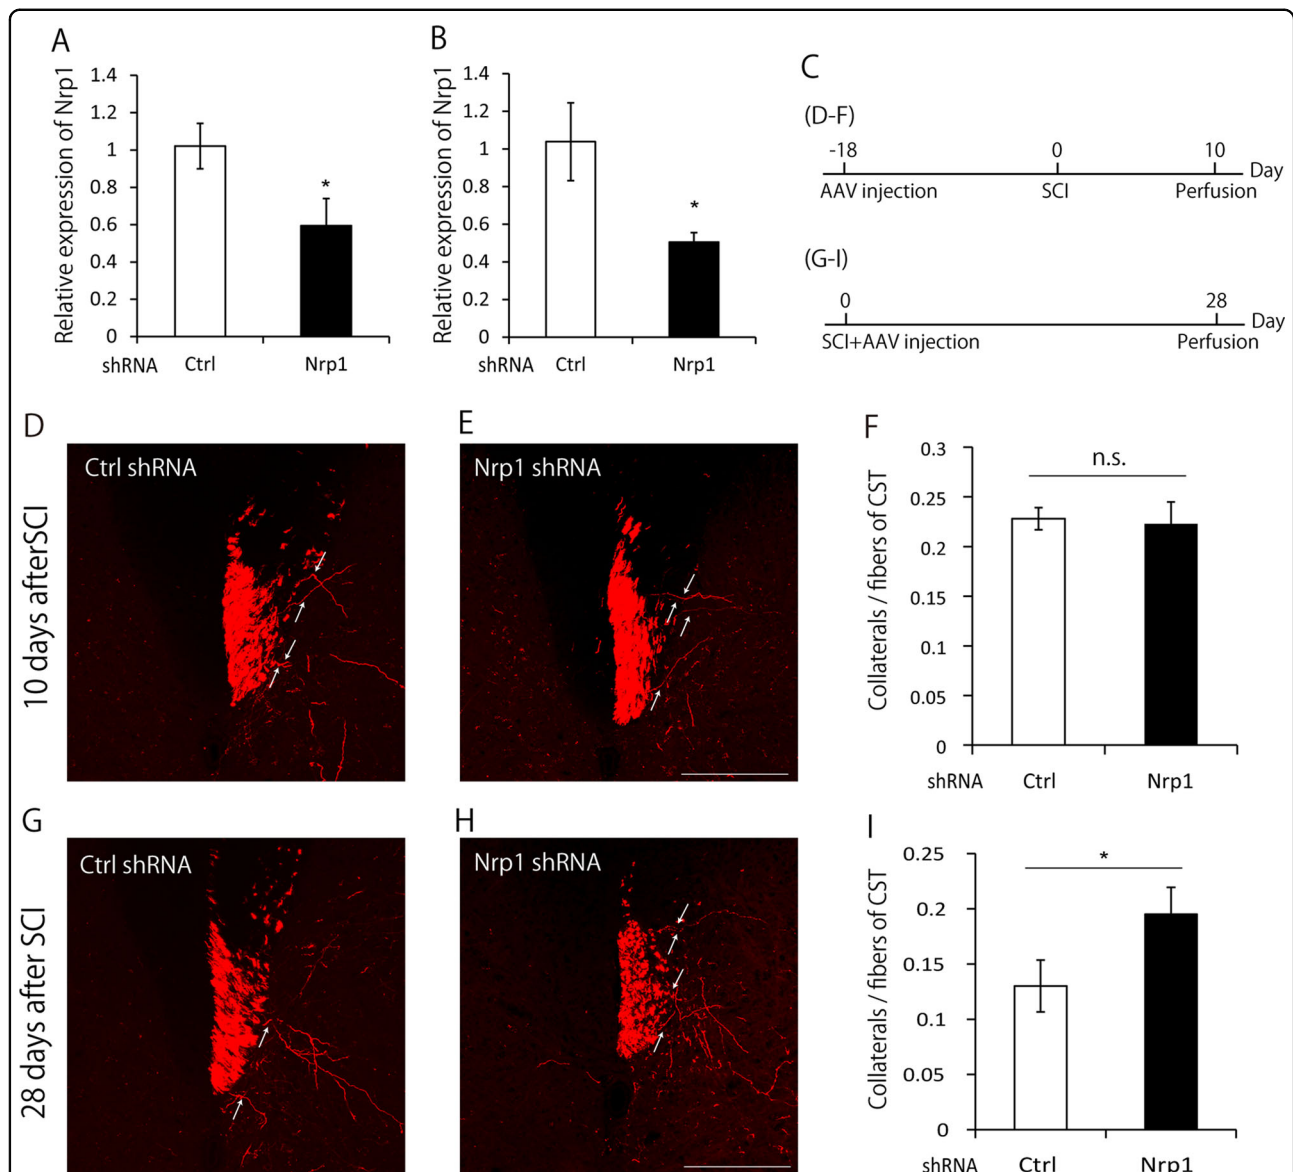 A
Relative expression of Nrp1
1.4
1.2
1
0.8
0.6
0.4
0.2
0
*
shRNA Ctrl Nrp1
B
Relative expression of Nrp1
1.4
1.2
1
0.8
0.6
0.4
0.2
0
*
shRNA Ctrl Nrp1
C
(D-F)
-18 0 10
Day
AAV injection SCI Perfusion
(G-I)
0 28
Day
SCI+AAV injection Perfusion
10 days afterSCI
D
Ctrl shRNA
E
Nrp1 shRNA
F
Collaterals / fibers of CST
0.3
0.25
0.2
0.15
0.1
0.05
0
n.s.
shRNA Ctrl Nrp1
28 days after SCI
G
Ctrl shRNA
H
Nrp1 shRNA
I
Collaterals / fibers of CST
0.25
0.2
0.15
0.1
0.05
0
*
shRNA Ctrl Nrp1